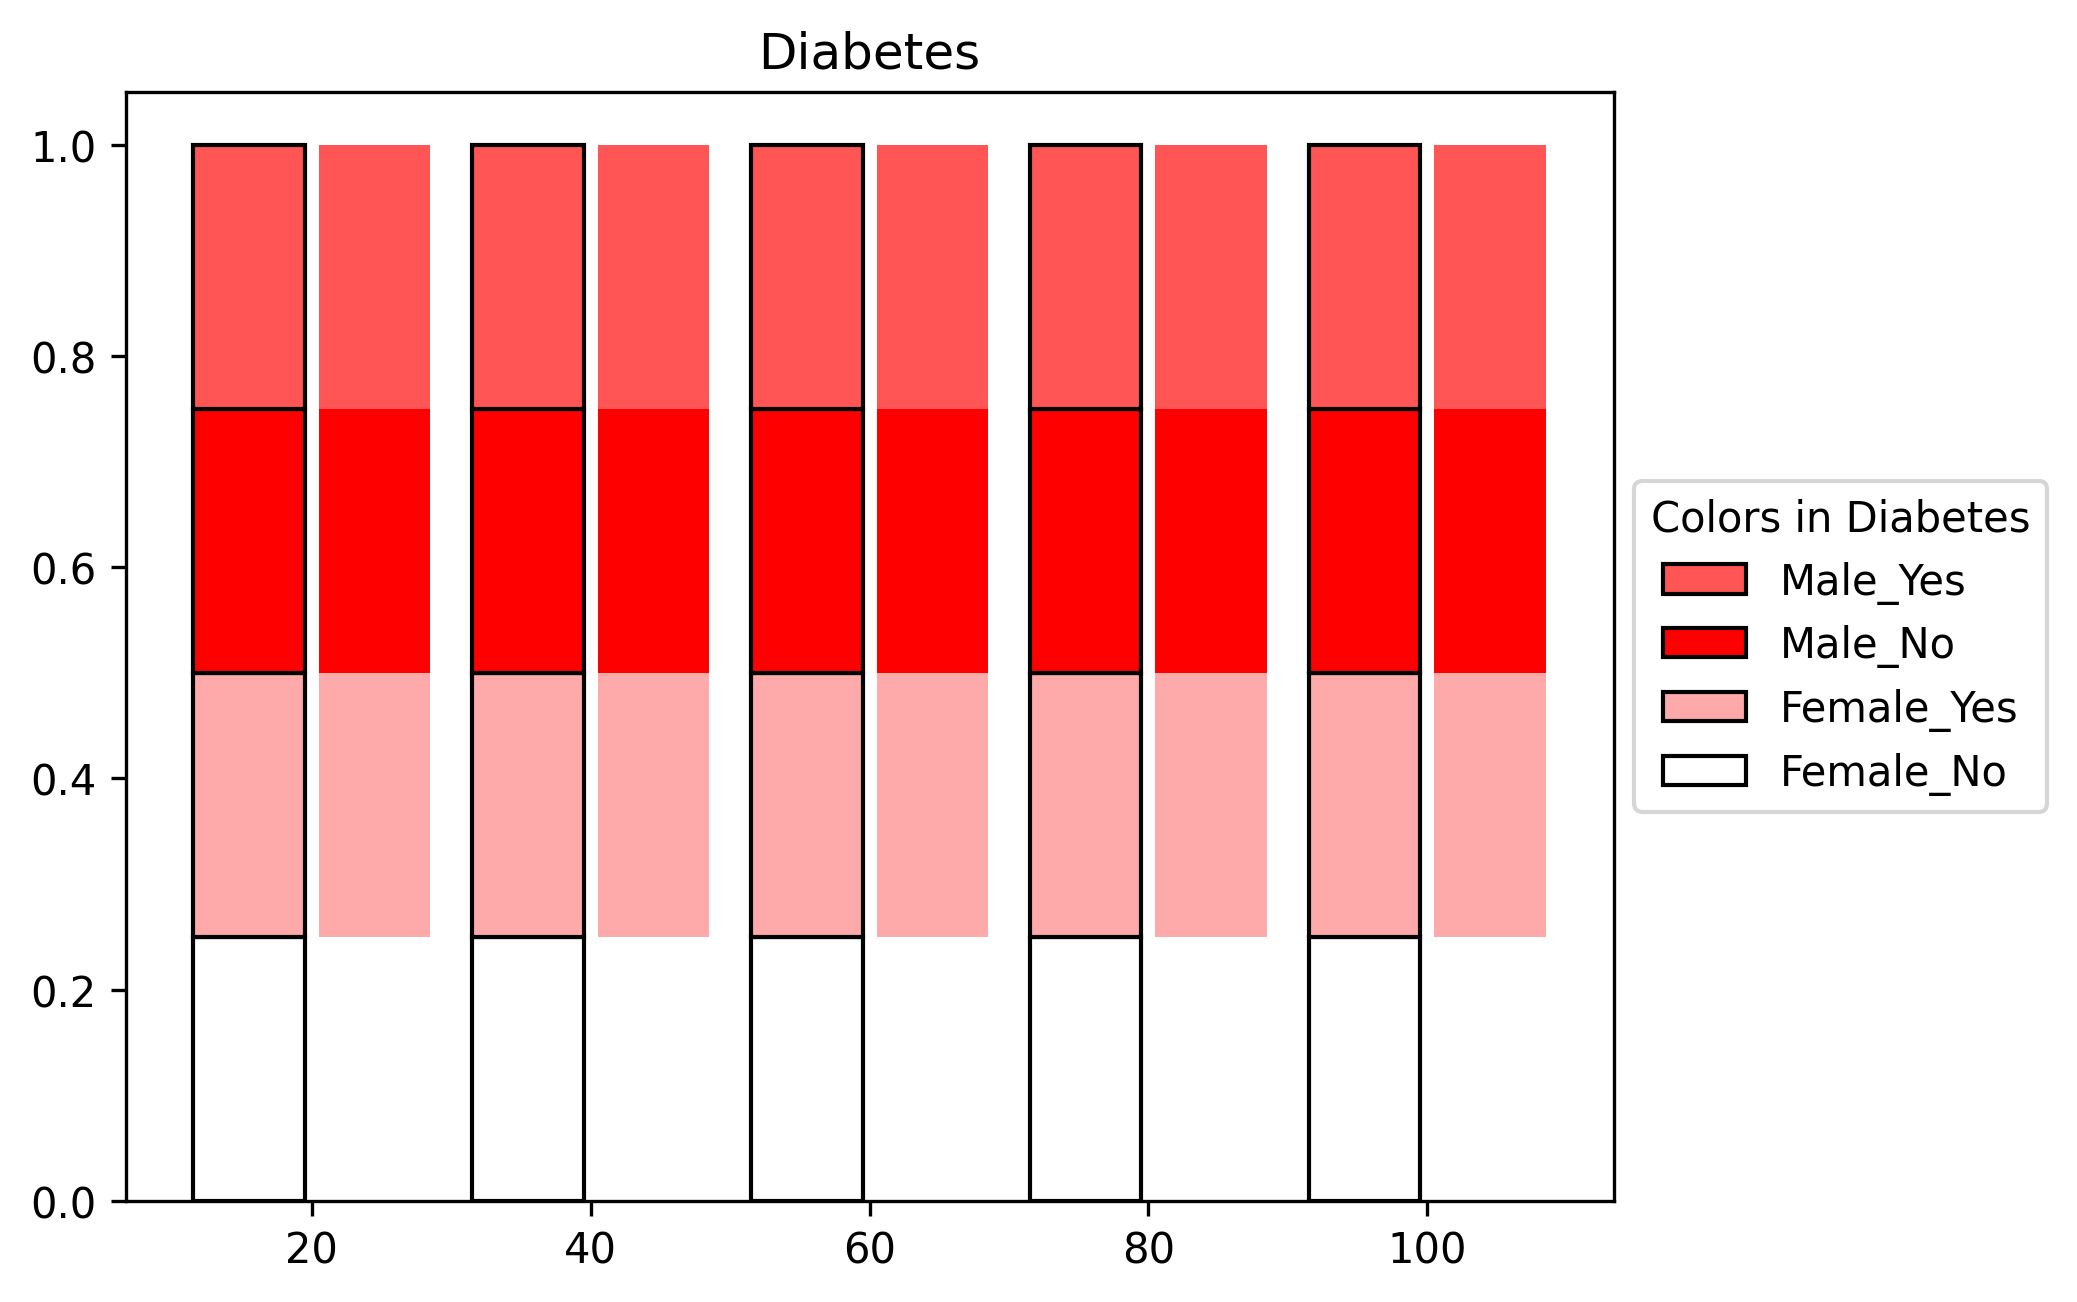 Diabetes
1.0
0.8
0.6
0.4
0.2
0.0
20 40 60 80 100
Colors in Diabetes
Male_Yes
Male_No
Female_Yes
Female_No